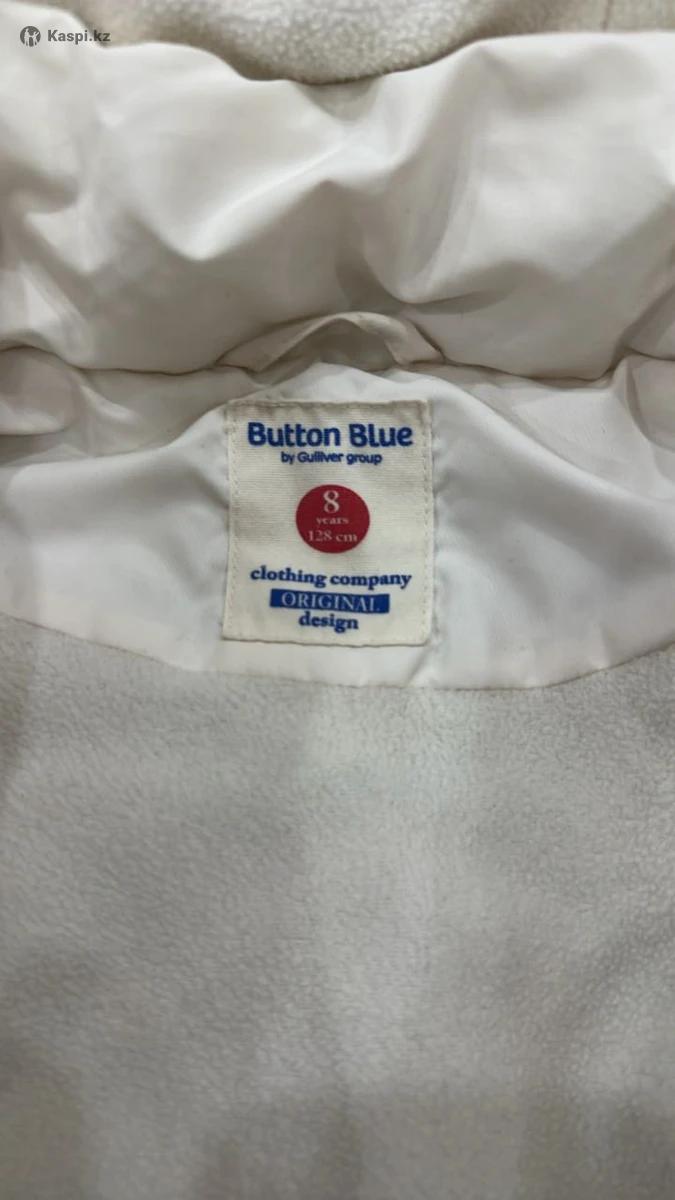 Kaspi.kz
Button Blue
by Gulliver group
8
years
128 cm
clothing company
ORIGINAL
design